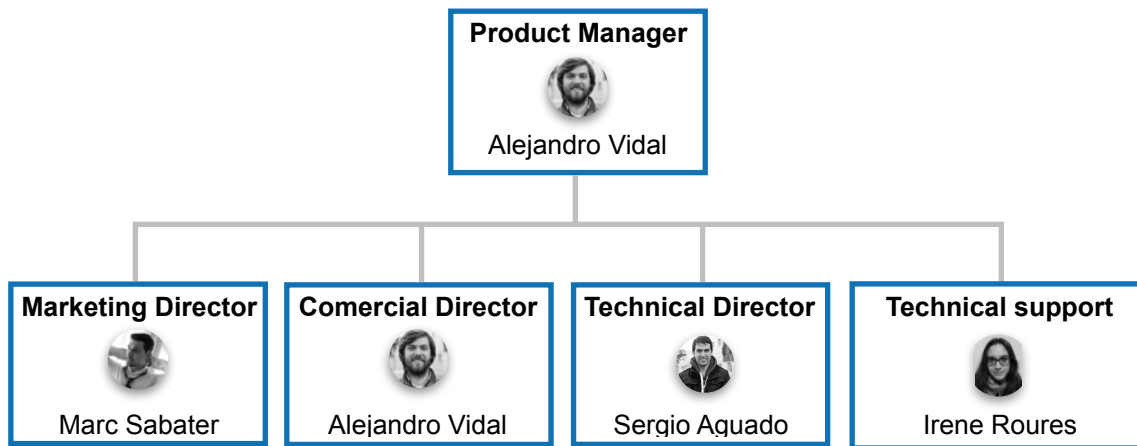 Product Manager
Alejandro Vidal
Marketing Director
Marc Sabater
Comercial Director
Alejandro Vidal
Technical Director
Sergio Aguado
Technical support
Irene Roures